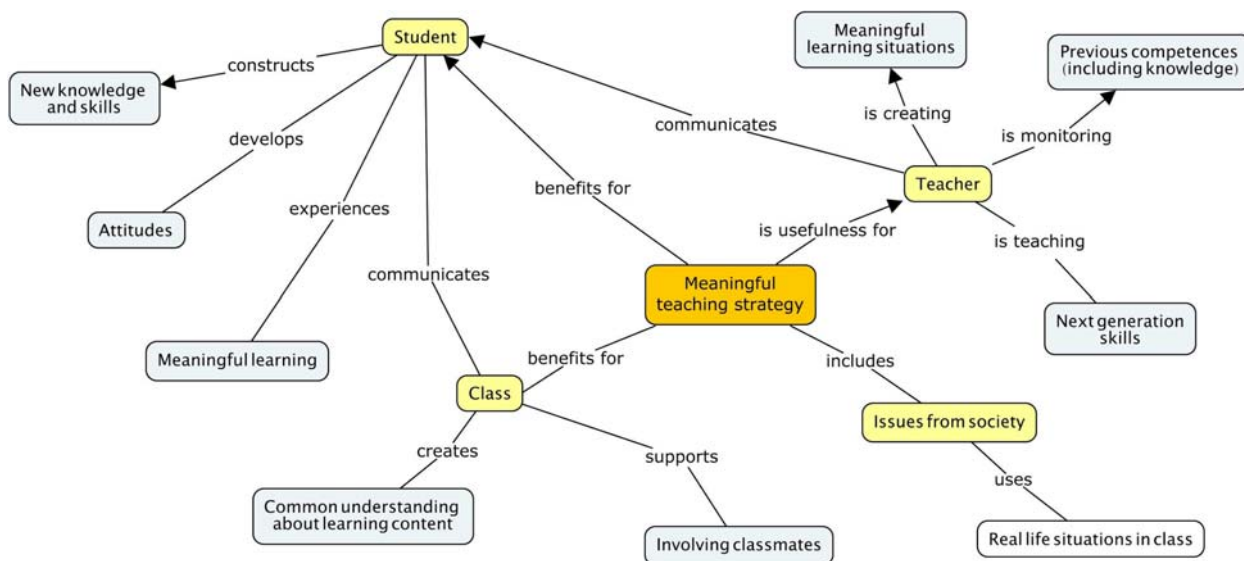 Student
Meaningful
learning situations
Previous competences
(including knowledge)
constructs
New knowledge
and skills
communicates
is creating
is monitoring
develops
Teacher
benefits for
experiences
Attitudes
is usefulness for
is teaching
communicates
Meaningful
teaching strategy
Next generation
skills
Meaningful learning
benefits for
includes
Class
Issues from society
creates
supports
uses
Common understanding
about learning content
Involving classmates
Real life situations in class